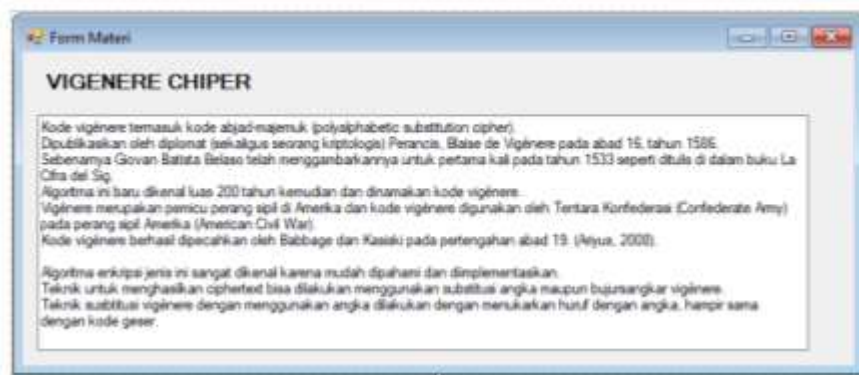 Form Materi
VIGENERE CHIPER
Kode vigènere termasuk kode abjad-majemuk (polyalphabetic substitution cipher).
Dipublikasikan oleh diplomat (sekaligus seorang kriptologis) Perancis, Blaise de Vigènere pada abad 16, tahun 1586.
Sebenarnya Giovan Batista Belaso telah menggambarkannya untuk pertama kali pada tahun 1533 seperti ditulis di dalam buku La
Cifra del Sig.
Algoritma ini baru dikenal luas 200 tahun kemudian dan dinamakan kode vigènere.
Vigènere merupakan pemicu perang sipil di Amerika dan kode vigènere digunakan oleh Tentara Konfederasi (Confederate Army)
pada perang sipil Amerika (American Civil War).
Kode vigènere berhasil dipecahkan oleh Babbage dan Kasiski pada pertengahan abad 19. (Ariyus, 2008).
Algoritma enkripsi jenis ini sangat dikenal karena mudah dipahami dan diimplementasikan.
Teknik untuk menghasilkan ciphertext bisa dilakukan menggunakan substitusi angka maupun bujursangkar vigènere.
Teknik susbtitusi vigènere dengan menggunakan angka dilakukan dengan menukarkan huruf dengan angka, hampir sama
dengan kode geser.